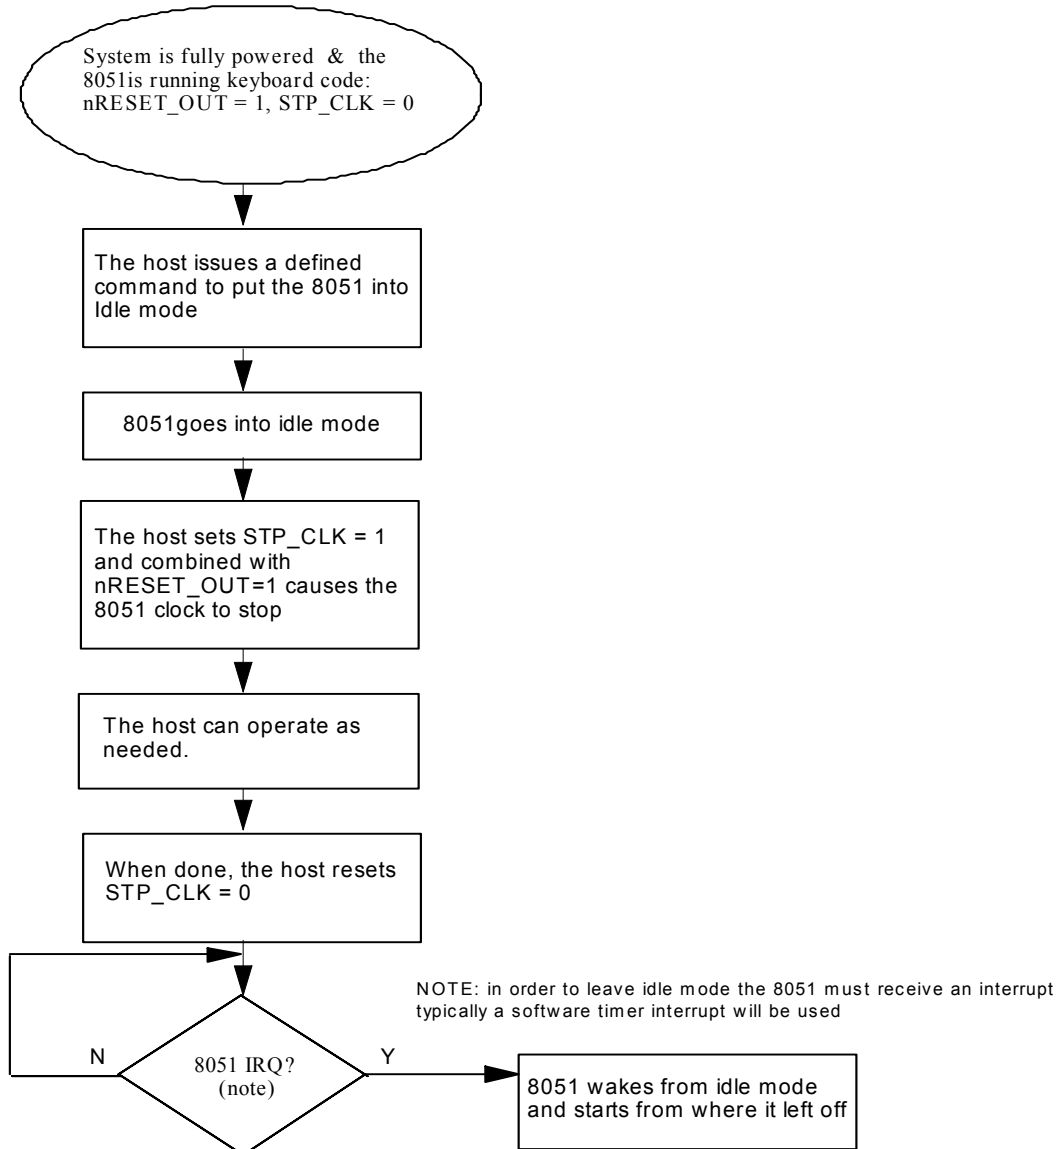 System is fully powered & the
8051is running keyboard code:
nRESET_OUT = 1, STP_CLK = 0
The host issues a defined
command to put the 8051 into
Idle mode
8051goes into idle mode
The host sets STP_CLK = 1
and combined with
nRESET_OUT=1 causes the
8051 clock to stop
The host can operate as
needed.
When done, the host resets
STP_CLK = 0
NOTE: in order to leave idle mode the 8051 must receive an interrupt
typically a software timer interrupt will be used
N
8051 IRQ?
(note)
Y
8051 wakes from idle mode
and starts from where it left off